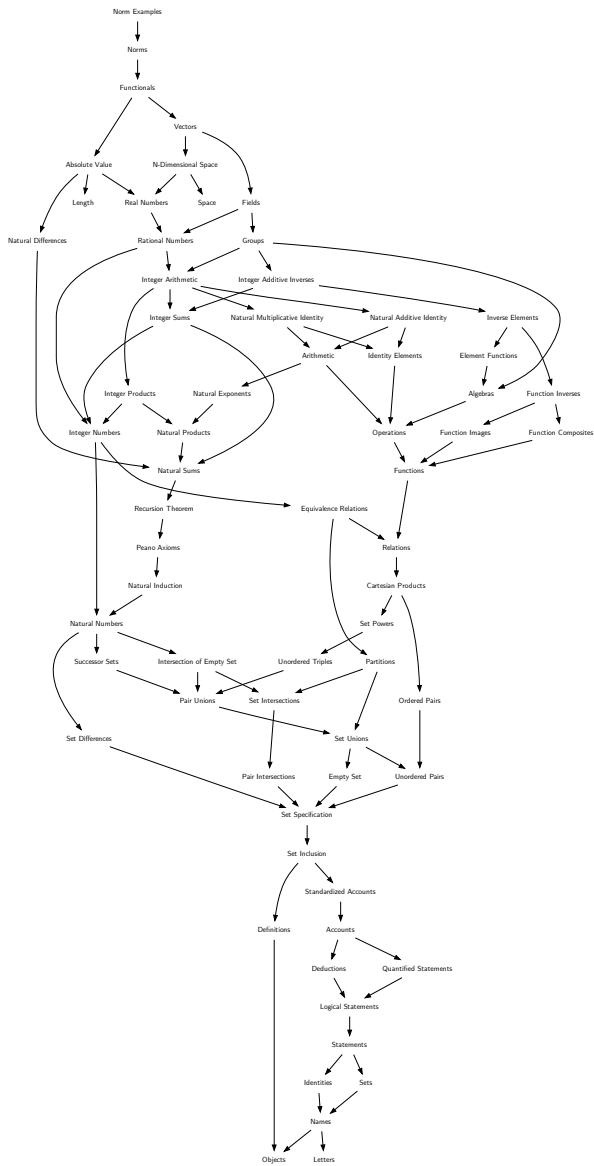 Norm Examples
Norms
Functionals
Vectors
Absolute Value
N-Dimensional Space
Length
Real Numbers
Space
Fields
Natural Differences
Rational Numbers
Groups
Integer Arithmetic
Integer Additive Inverses
Integer Sums
Natural Multiplicative Identity
Natural Additive Identity
Inverse Elements
Arithmetic
Identity Elements
Element Functions
Integer Products
Natural Exponents
Algebras
Function Inverses
Integer Numbers
Natural Products
Operations
Function Images
Function Composites
Natural Sums
Functions
Recursion Theorem
Equivalence Relations
Peano Axioms
Relations
Natural Induction
Cartesian Products
Natural Numbers
Set Powers
Successor Sets
Intersection of Empty Set
Unordered Triples
Partitions
Pair Unions
Set Intersections
Ordered Pairs
Set Differences
Set Unions
Pair Intersections
Empty Set
Unordered Pairs
Set Specification
Set Inclusion
Standardized Accounts
Definitions
Accounts
Deductions
Quantified Statements
Logical Statements
Statements
Identities
Sets
Names
Objects
Letters